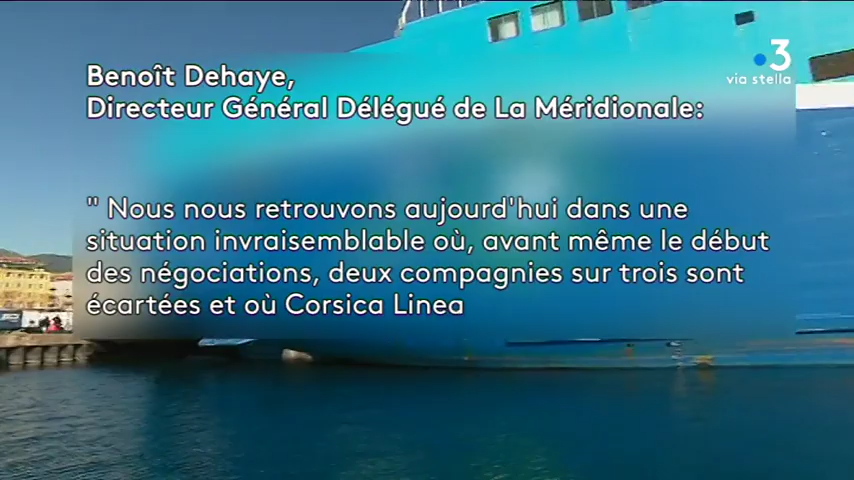 3
via stella
Benoît Dehaye,
Directeur Général Délégué de La Méridionale:
" Nous nous retrouvons aujourd'hui dans une
situation invraisemblable où, avant même le début
des négociations, deux compagnies sur trois sont
écartées et où Corsica Linea